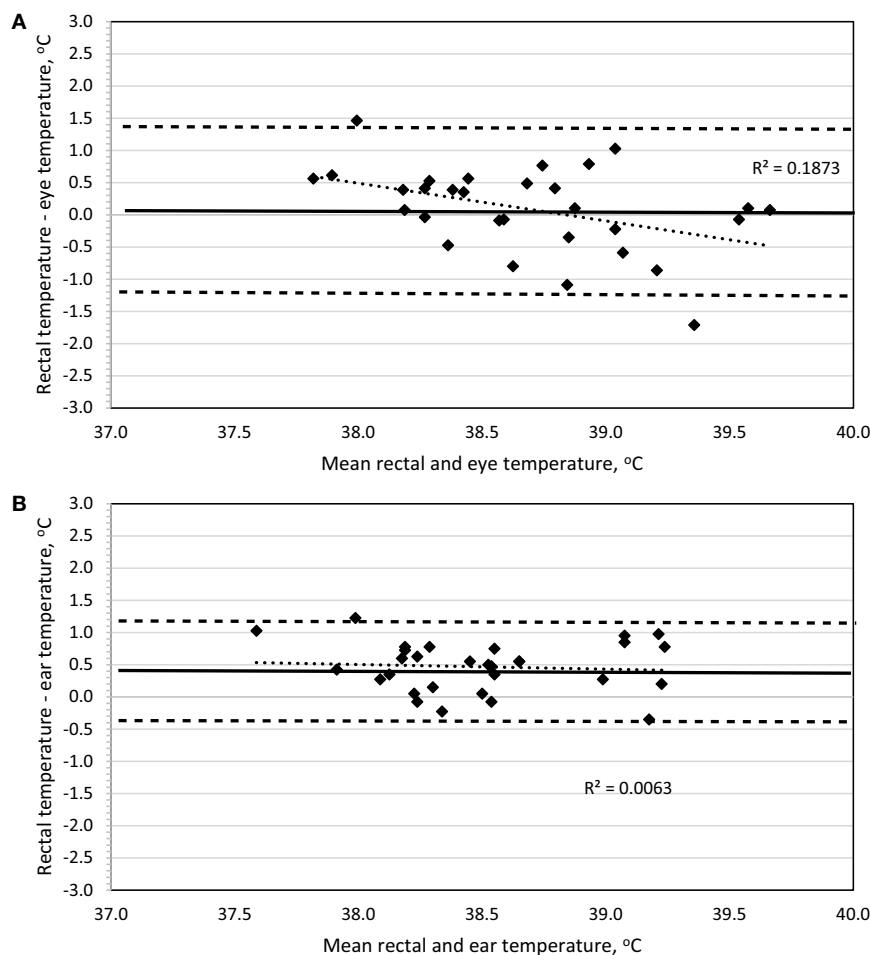 A
Rectal temperature - eye temperature, °C
3.0
2.5
2.0
1.5
1.0
0.5
0.0
-0.5
-1.0
-1.5
-2.0
-2.5
-3.0
R² = 0.1873
37.0 37.5 38.0 38.5 39.0 39.5 40.0
Mean rectal and eye temperature, °C
B
Rectal temperature - ear temperature, °C
3.0
2.5
2.0
1.5
1.0
0.5
0.0
-0.5
-1.0
-1.5
-2.0
-2.5
-3.0
R² = 0.0063
37.0 37.5 38.0 38.5 39.0 39.5 40.0
Mean rectal and ear temperature, °C